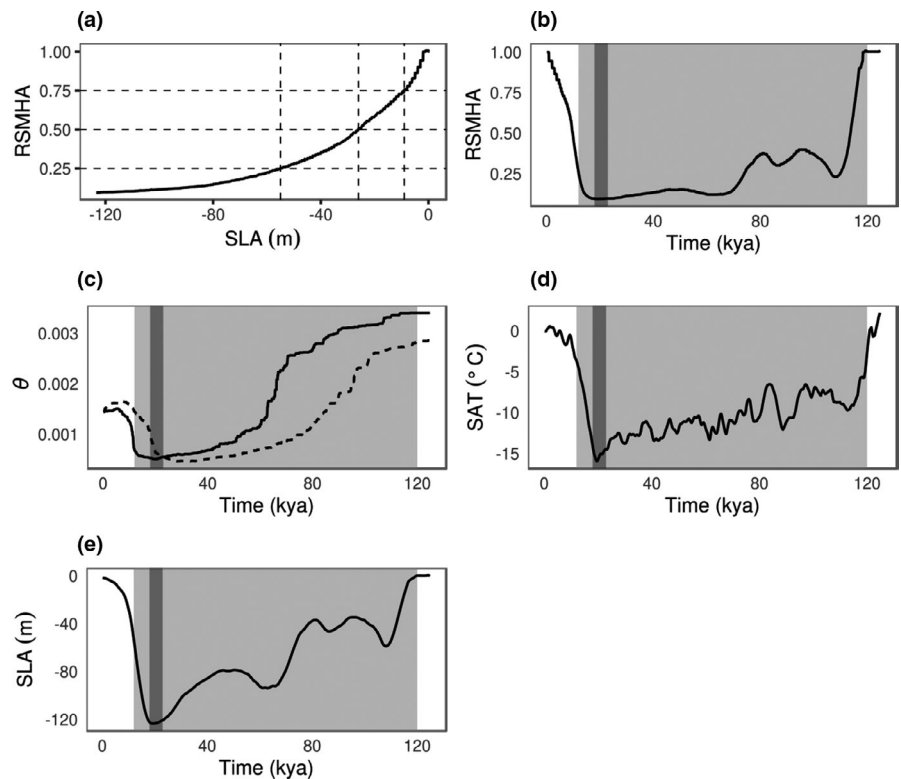 (a)
RSMHA
1.00
0.75
0.50
0.25
-120
-80
-40
0
SLA (m)
(b)
RSMHA
1.00
0.75
0.50
0.25
0
40
80
120
Time (kya)
(c)
θ
0.003
0.002
0.001
0
40
80
120
Time (kya)
(d)
SAT (° C)
0
-5
-10
-15
0
40
80
120
Time (kya)
(e)
SLA (m)
0
-40
-80
-120
0
40
80
120
Time (kya)